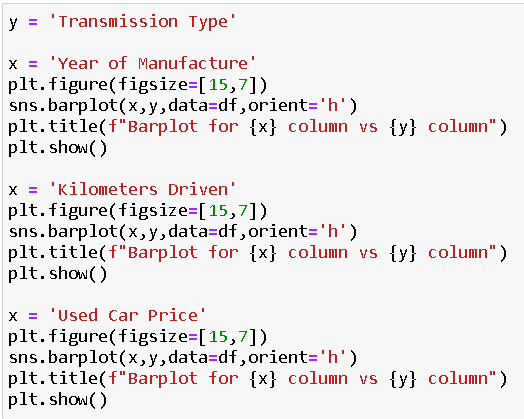 y = 'Transmission Type'
x = 'Year of Manufacture'
plt.figure(figsize=[15,7])
sns.barplot(x,y,data=df,orient='h')
plt.title(f"Barplot for {x} column vs {y} column")
plt.show()
x = 'Kilometers Driven'
plt.figure(figsize=[15,7])
sns.barplot(x,y,data=df,orient='h')
plt.title(f"Barplot for {x} column vs {y} column")
plt.show()
x = 'Used Car Price'
plt.figure(figsize=[15,7])
sns.barplot(x,y,data=df,orient='h')
plt.title(f"Barplot for {x} column vs {y} column")
plt.show()